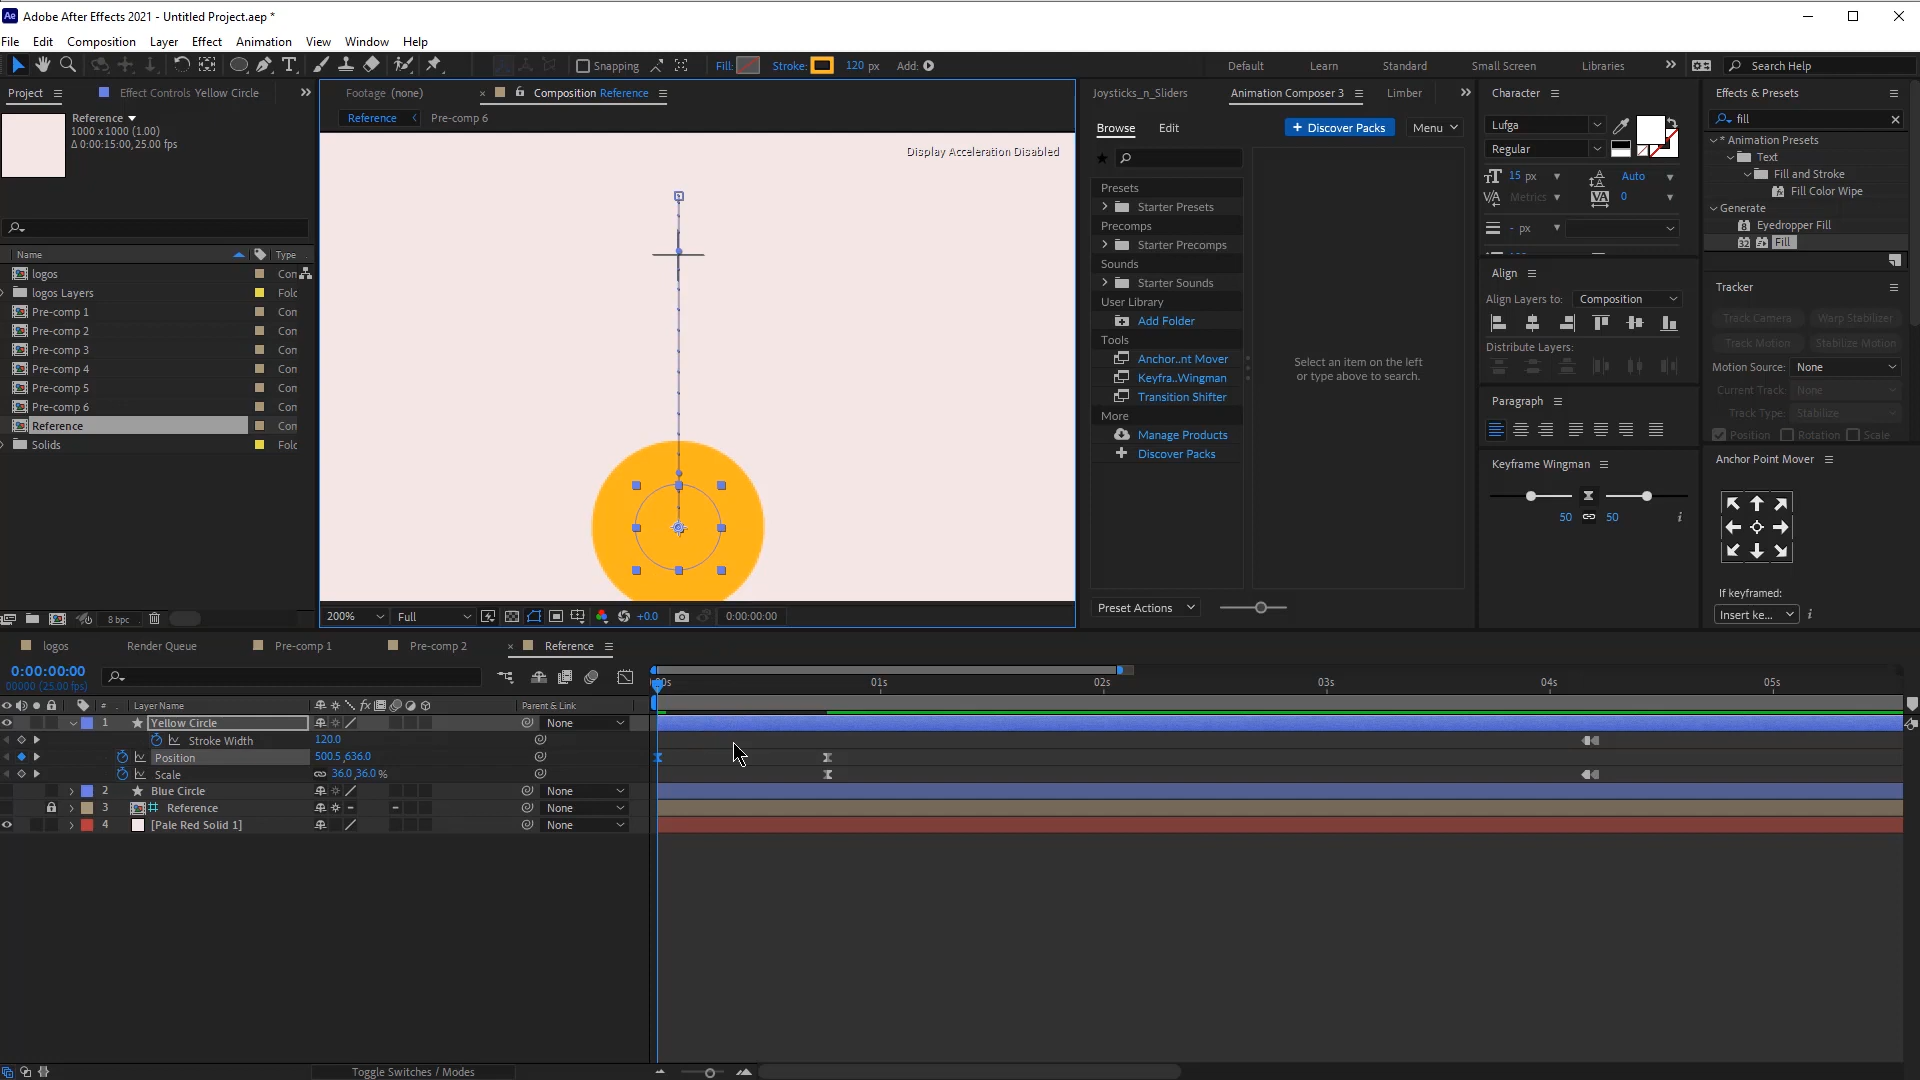 Adobe After Effects 2021 - Untitled Project.aep *
File Edit Composition Layer Effect Animation View Window Help
Snapping Fill: Stroke: 120 px Add: Default Learn Standard Small Screen Libraries Search Help
Project Effect Controls Yellow Circle
Reference
1000 x 1000 (1.00)
Δ 0:00:15:00, 25.00 fps
Name Type
logos Con
logos Layers Folc
Pre-comp 1 Con
Pre-comp 2 Con
Pre-comp 3 Con
Pre-comp 4 Con
Pre-comp 5 Con
Pre-comp 6 Con
Reference Con
Solids Folc
8 bpc
Footage (none) Composition Reference
Reference Pre-comp 6
Display Acceleration Disabled
200% Full +0.0 0:00:00:00
Joysticks_n_Sliders Animation Composer 3 Limber
Browse Edit + Discover Packs Menu
Presets
Starter Presets
Precomps
Starter Precomps
Sounds
Starter Sounds
User Library
Add Folder
Tools
Anchor..nt Mover
Keyfra..Wingman
Transition Shifter
More
Manage Products
Discover Packs
Select an item on the left
or type above to search.
Preset Actions
Character
Lufga
Regular
15 px Auto
Metrics 0
- px
Align
Align Layers to: Composition
Distribute Layers:
Paragraph
Keyframe Wingman
50 50
Effects & Presets
fill
* Animation Presets
Text
Fill and Stroke
Fill Color Wipe
Generate
Eyedropper Fill
Fill
Tracker
Track Camera Warp Stabilizer
Track Motion Stabilize Motion
Motion Source: None
Current Track: None
Track Type: Stabilize
Position Rotation Scale
Anchor Point Mover
If keyframed:
Insert ke...
logos Render Queue Pre-comp 1 Pre-comp 2 Reference
0:00:00:00
00000 (25.00 fps)
:00s 01s 02s 03s 04s 05s
# Layer Name Parent & Link
1 Yellow Circle None
Stroke Width 120.0
Position 500.5,636.0
Scale 36.0,36.0 %
2 Blue Circle None
3 Reference None
4 [Pale Red Solid 1] None
Toggle Switches / Modes